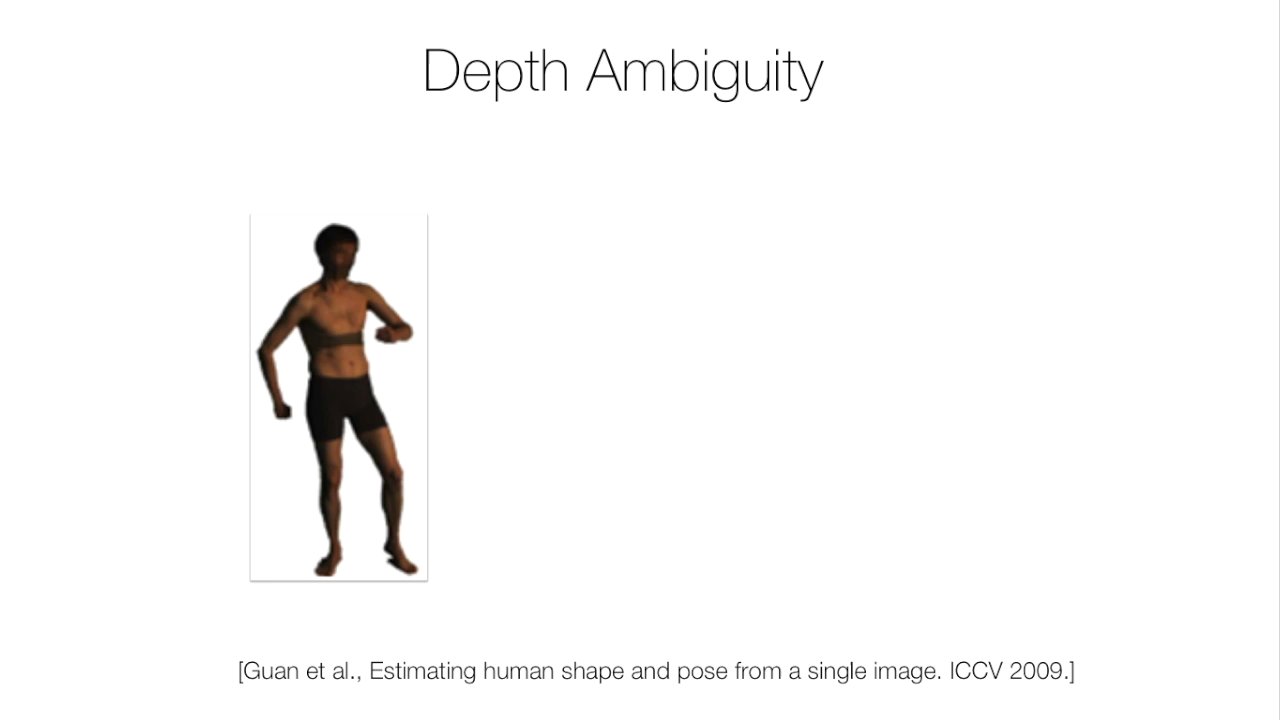 Depth Ambiguity
[Guan et al., Estimating human shape and pose from a single image. ICCV 2009.]